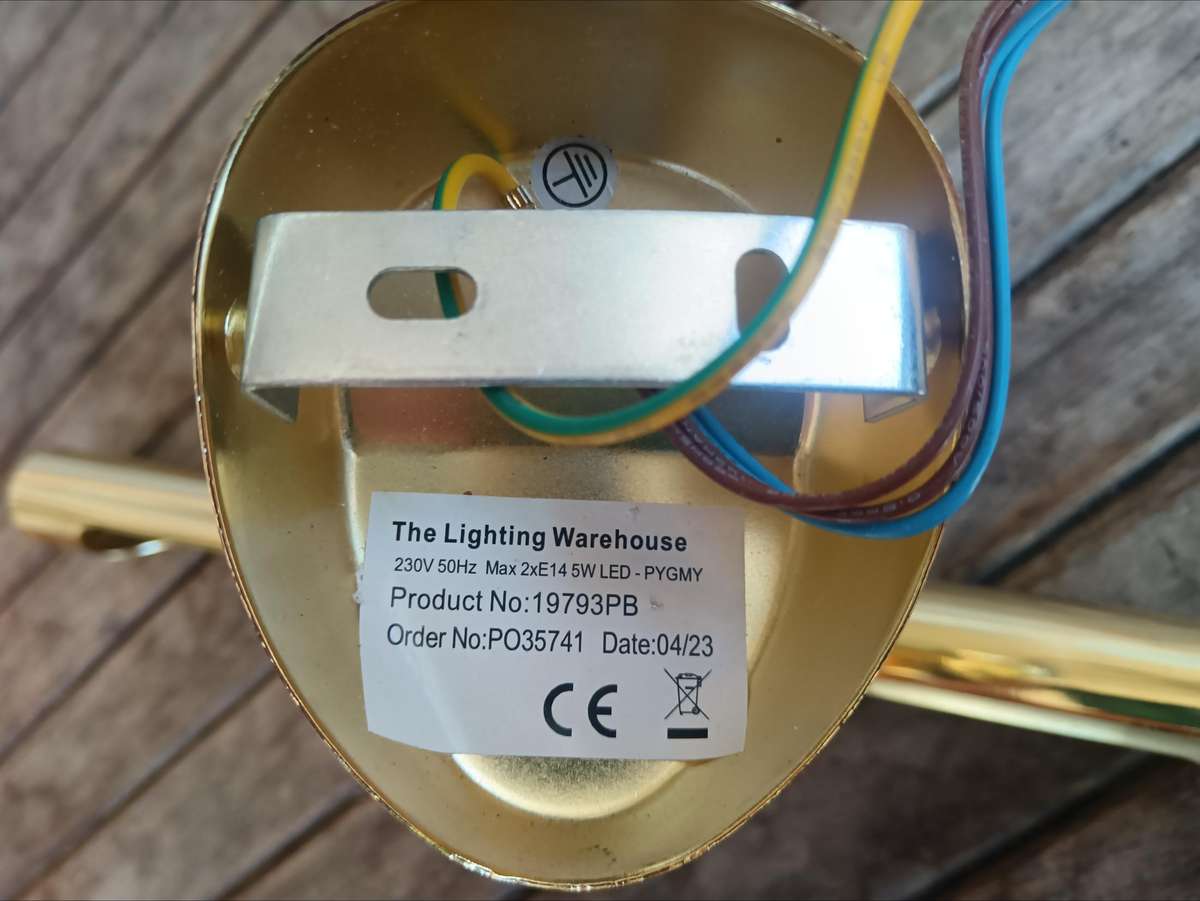 The Lighting Warehouse
230V 50Hz Max 2xE14 5W LED - PYGMY
Product No:19793PB
Order No:PO35741 Date:04/23
CE